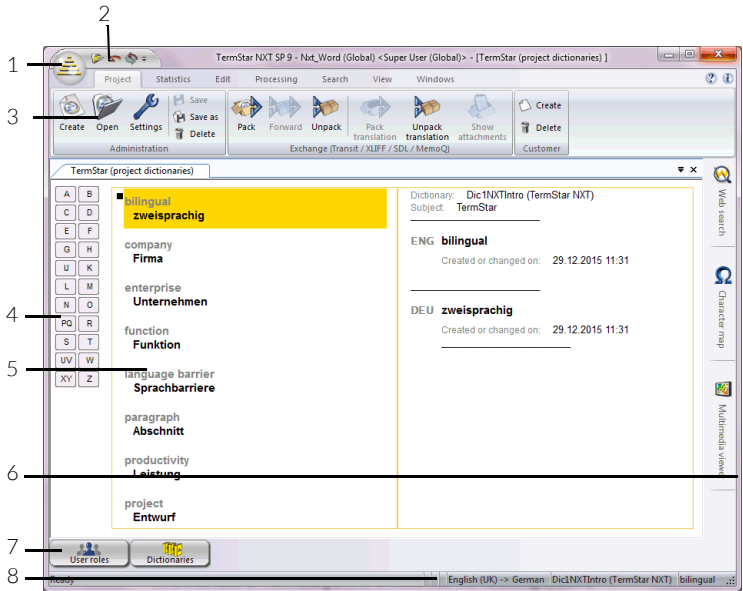 2
1
TermStar NXT SP 9 - Nxt_Word (Global) <Super User (Global)> - [TermStar (project dictionaries) ]
Project Statistics Edit Processing Search View Windows
3
Create Open Settings Save Save as Delete
Administration
Pack Forward Unpack Pack translation Unpack translation Show attachments
Exchange (Transit / XLIFF / SDL / MemoQ)
Create
Delete
Customer
TermStar (project dictionaries)
A B
C D
E F
G H
IJ K
L M
N O
4
PQ R
S T
UV W
XY Z
5
bilingual
zweisprachig
company
Firma
enterprise
Unternehmen
function
Funktion
language barrier
Sprachbarriere
paragraph
Abschnitt
productivity
Leistung
project
Entwurf
Dictionary: Dic1NXTIntro (TermStar NXT)
Subject: TermStar
ENG bilingual
Created or changed on: 29.12.2015 11:31
DEU zweisprachig
Created or changed on: 29.12.2015 11:31
Web search
Character map
Multimedia viewer
6
7
User roles Dictionaries
8
Ready English (UK) -> German Dic1NXTIntro (TermStar NXT) bilingual